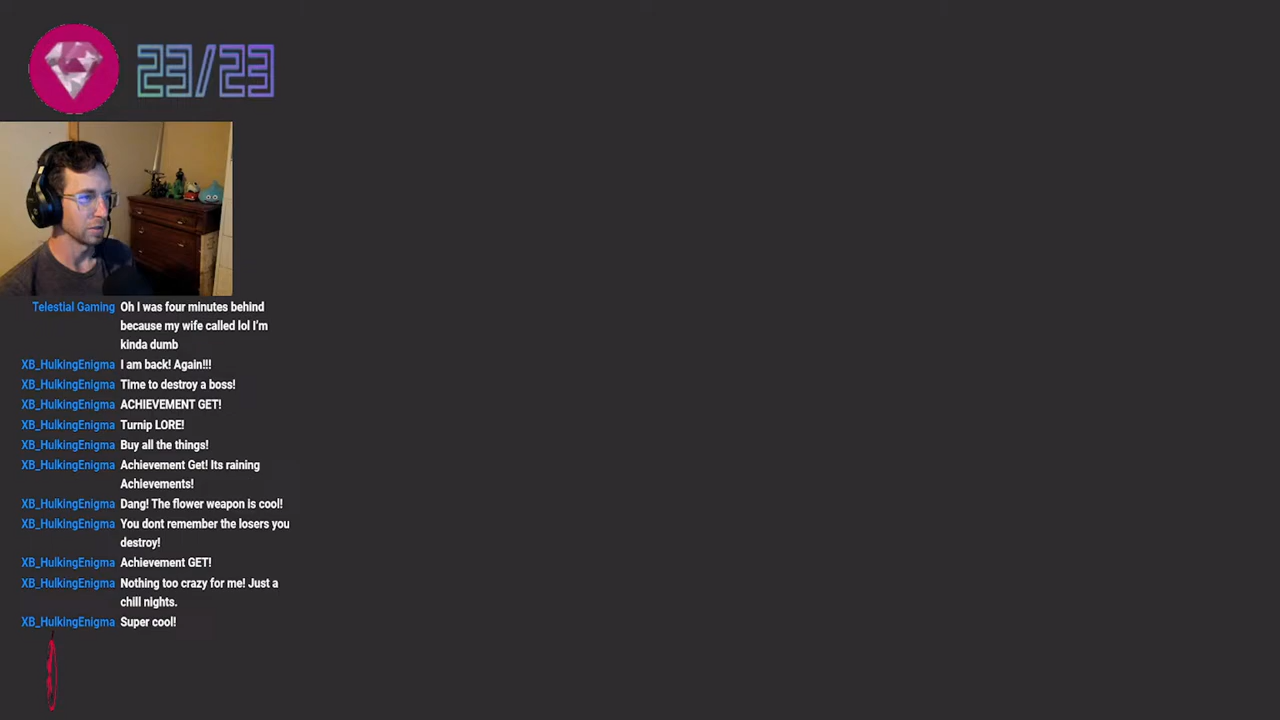 23/23
Telestial Gaming Oh I was four minutes behind
because my wife called lol I'm
kinda dumb
XB_HulkingEnigma I am back! Again!!!
XB_HulkingEnigma Time to destroy a boss!
XB_HulkingEnigma ACHIEVEMENT GET!
XB_HulkingEnigma Turnip LORE!
XB_HulkingEnigma Buy all the things!
XB_HulkingEnigma Achievement Get! Its raining
Achievements!
XB_HulkingEnigma Dang! The flower weapon is cool!
XB_HulkingEnigma You dont remember the losers you
destroy!
XB_HulkingEnigma Achievement GET!
XB_HulkingEnigma Nothing too crazy for me! Just a
chill nights.
XB_HulkingEnigma Super cool!